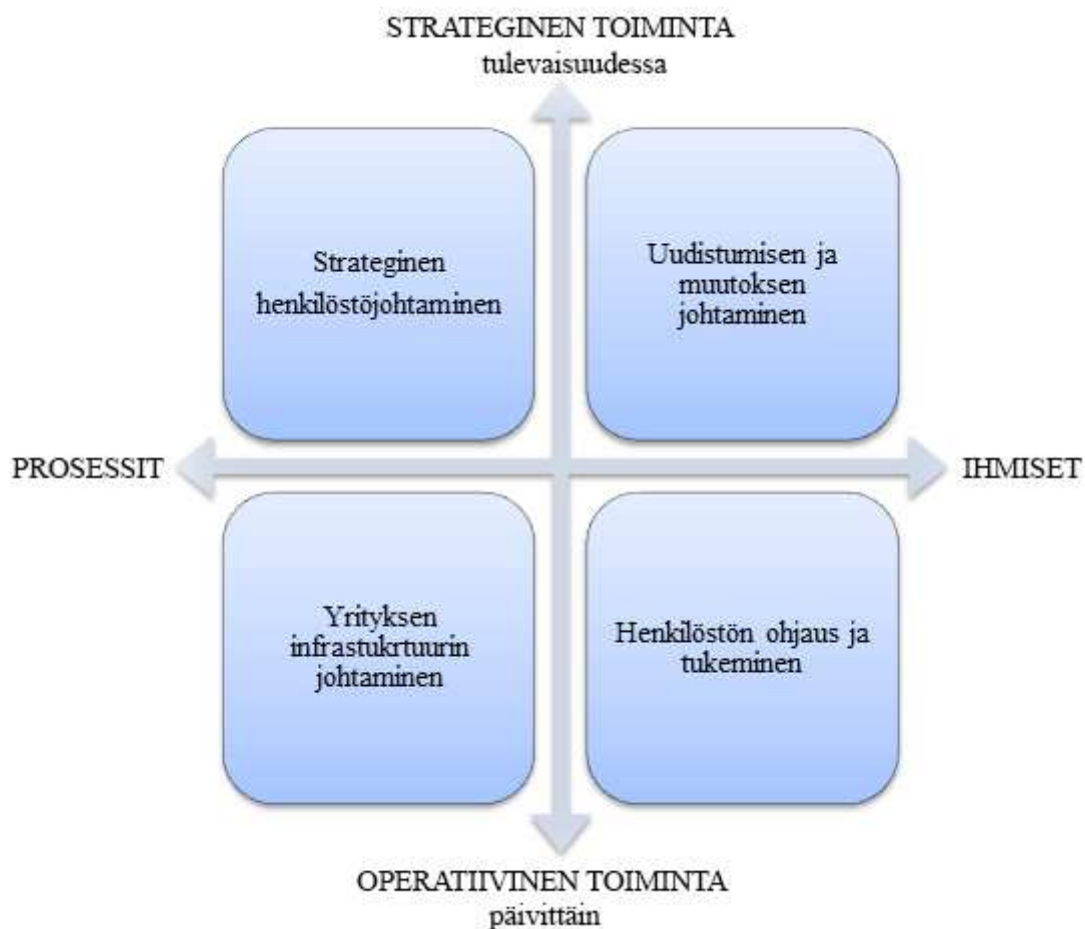 STRATEGINEN TOIMINTA
tulevaisuudessa
Strateginen
henkilöstöjohtaminen
Uudistumisen ja
muutoksen
johtaminen
PROSESSIT
IHMISET
Yrityksen
infrastukrtuurin
johtaminen
Henkilöstön ohjaus ja
tukeminen
OPERATIIVINEN TOIMINTA
päivittäin